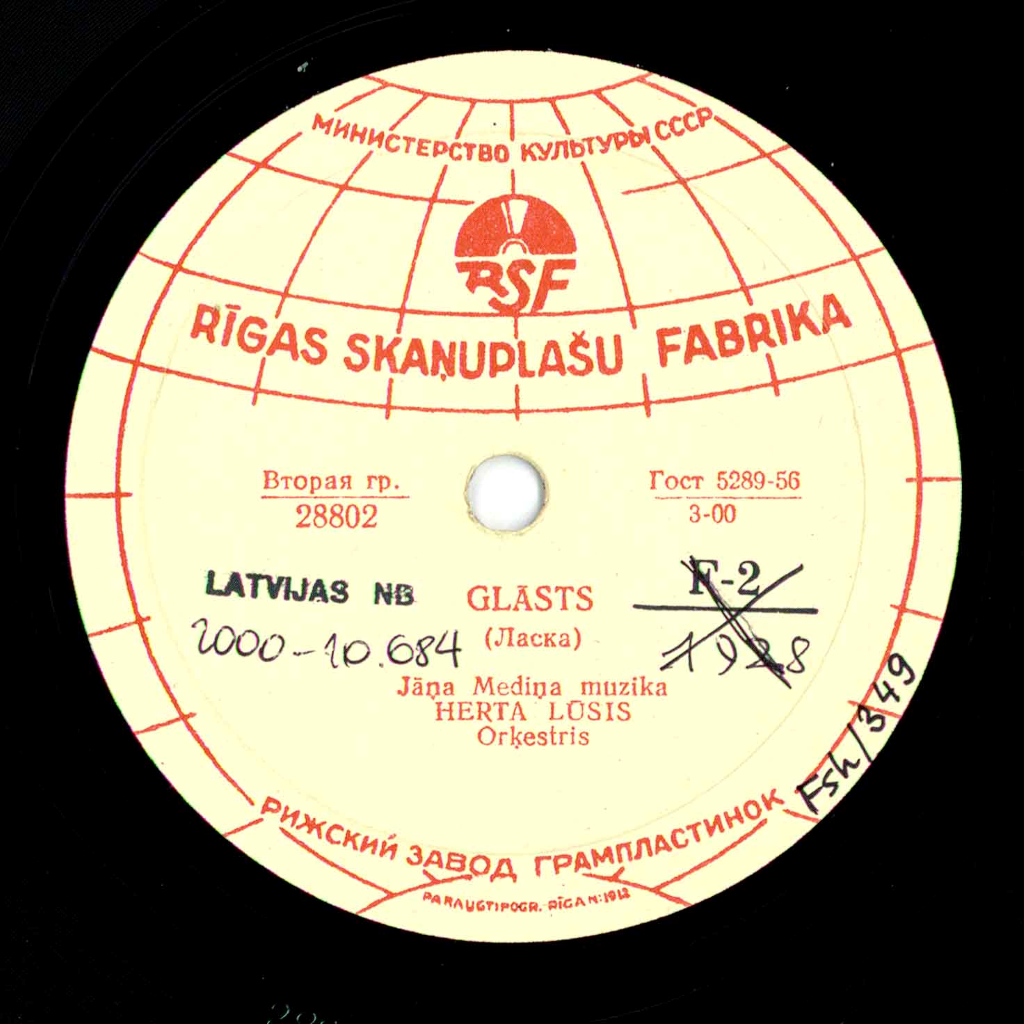 МИНИСТЕРСТВО КУЛЬТУРЫ СССР
RSF
RĪGAS SKAŅUPLAŠU FABRIKA
Вторая гр.
28802
Гост 5289-56
3-00
LATVIJAS NB
2000-10.684
F-2
1928
GLĀSTS
(Ласка)
Jāņa Mediņa muzika
HERTA LŪSIS
Orķestris
Fsh/349
РИЖСКИЙ ЗАВОД ГРАМПЛАСТИНОК
PARAUGTIPOGR. RĪGA N:1912